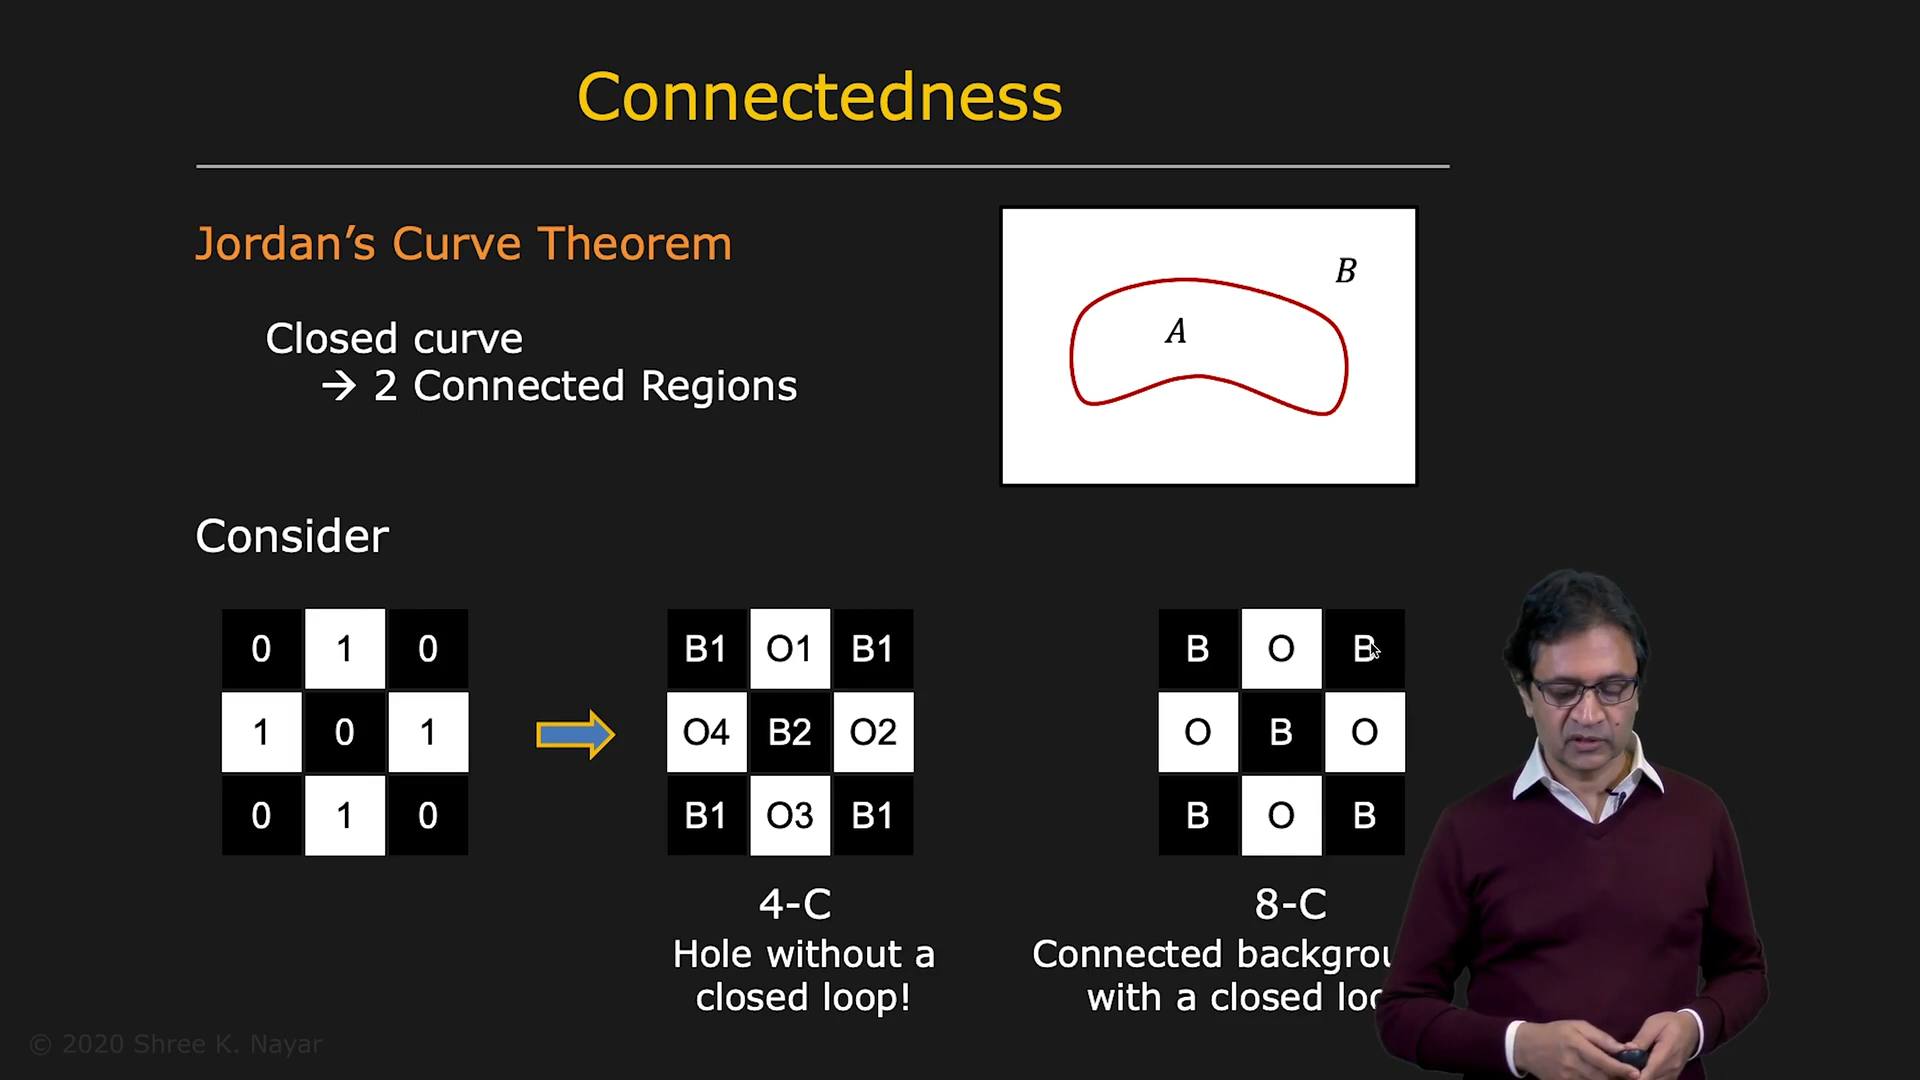 Connectedness
Jordan's Curve Theorem
Closed curve
→ 2 Connected Regions
B
A
Consider
0 1 0
1 0 1
0 1 0
B1 O1 B1
O4 B2 O2
B1 O3 B1
B O B
O B O
B O B
4-C
Hole without a
closed loop!
8-C
Connected
with a closed
© 2020 Shree K. Nayar